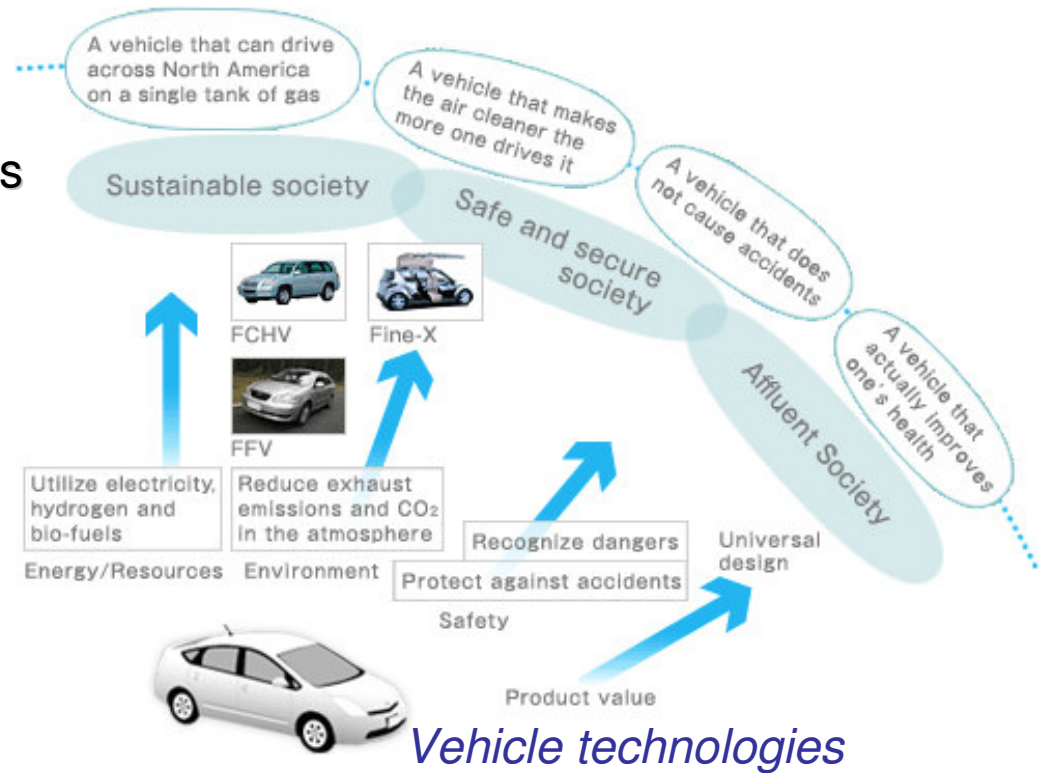 A vehicle that can drive
across North America
on a single tank of gas
A vehicle that makes
the air cleaner the
more one drives it
A vehicle that does
not cause accidents
A vehicle that
actually improves
one's health
s
Sustainable society
Safe and secure
society
Affluent Society
FCHV
Fine-X
FFV
Utilize electricity,
hydrogen and
bio-fuels
Energy/Resources
Reduce exhaust
emissions and CO₂
in the atmosphere
Environment
Recognize dangers
Protect against accidents
Safety
Universal
design
Product value
Vehicle technologies